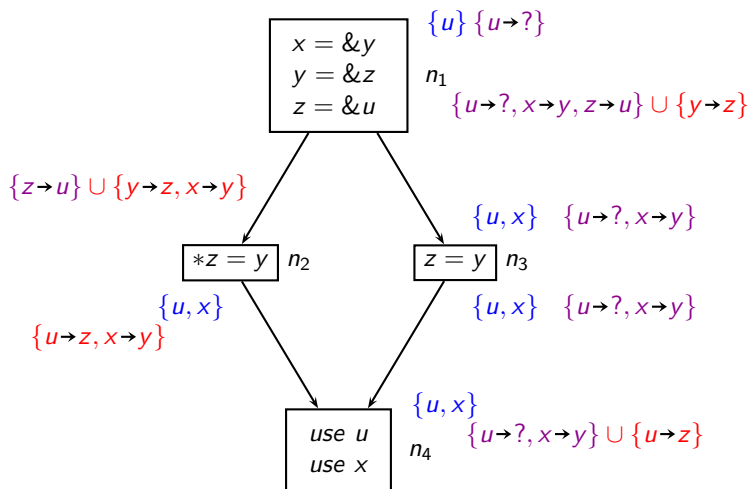 {u} {u→?}
x = &y
y = &z
z = &u
n1
{u→?, x→y, z→u} ∪ {y→z}
{z→u} ∪ {y→z, x→y}
{u, x} {u→?, x→y}
*z = y n2
z = y n3
{u, x}
{u, x} {u→?, x→y}
{u→z, x→y}
{u, x}
use u
use x
n4
{u→?, x→y} ∪ {u→z}